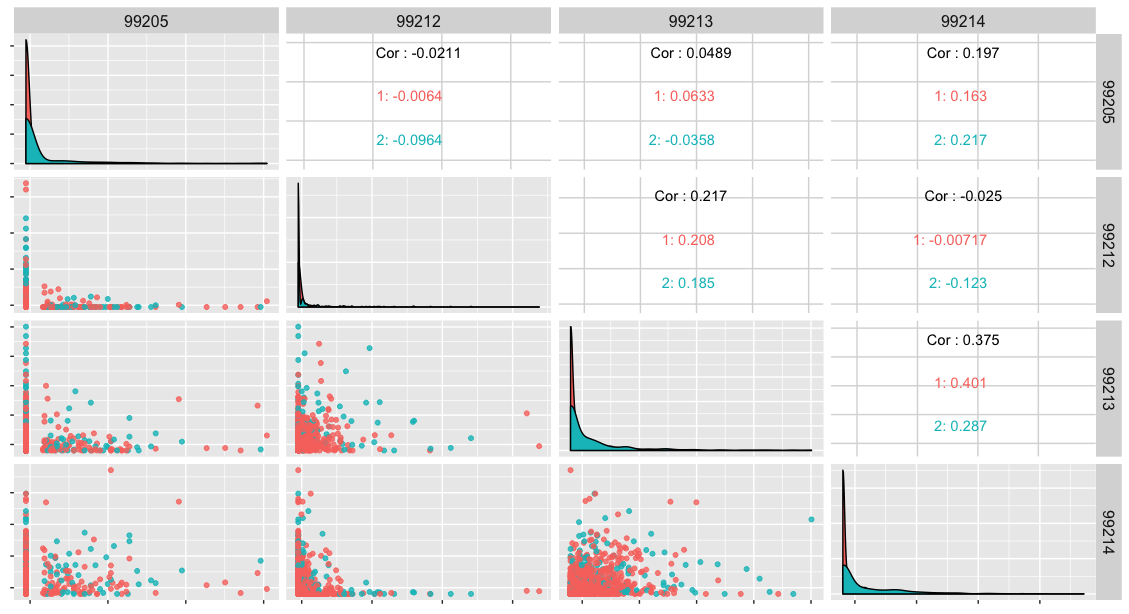 99205 99212 99213 99214
Cor : -0.0211 Cor : 0.0489 Cor : 0.197
1: -0.0064 1: 0.0633 1: 0.163
2: -0.0964 2: -0.0358 2: 0.217
99205
Cor : 0.217 Cor : -0.025
1: 0.208 1: -0.00717
2: 0.185 2: -0.123
99212
Cor : 0.375
1: 0.401
2: 0.287
99213
99214